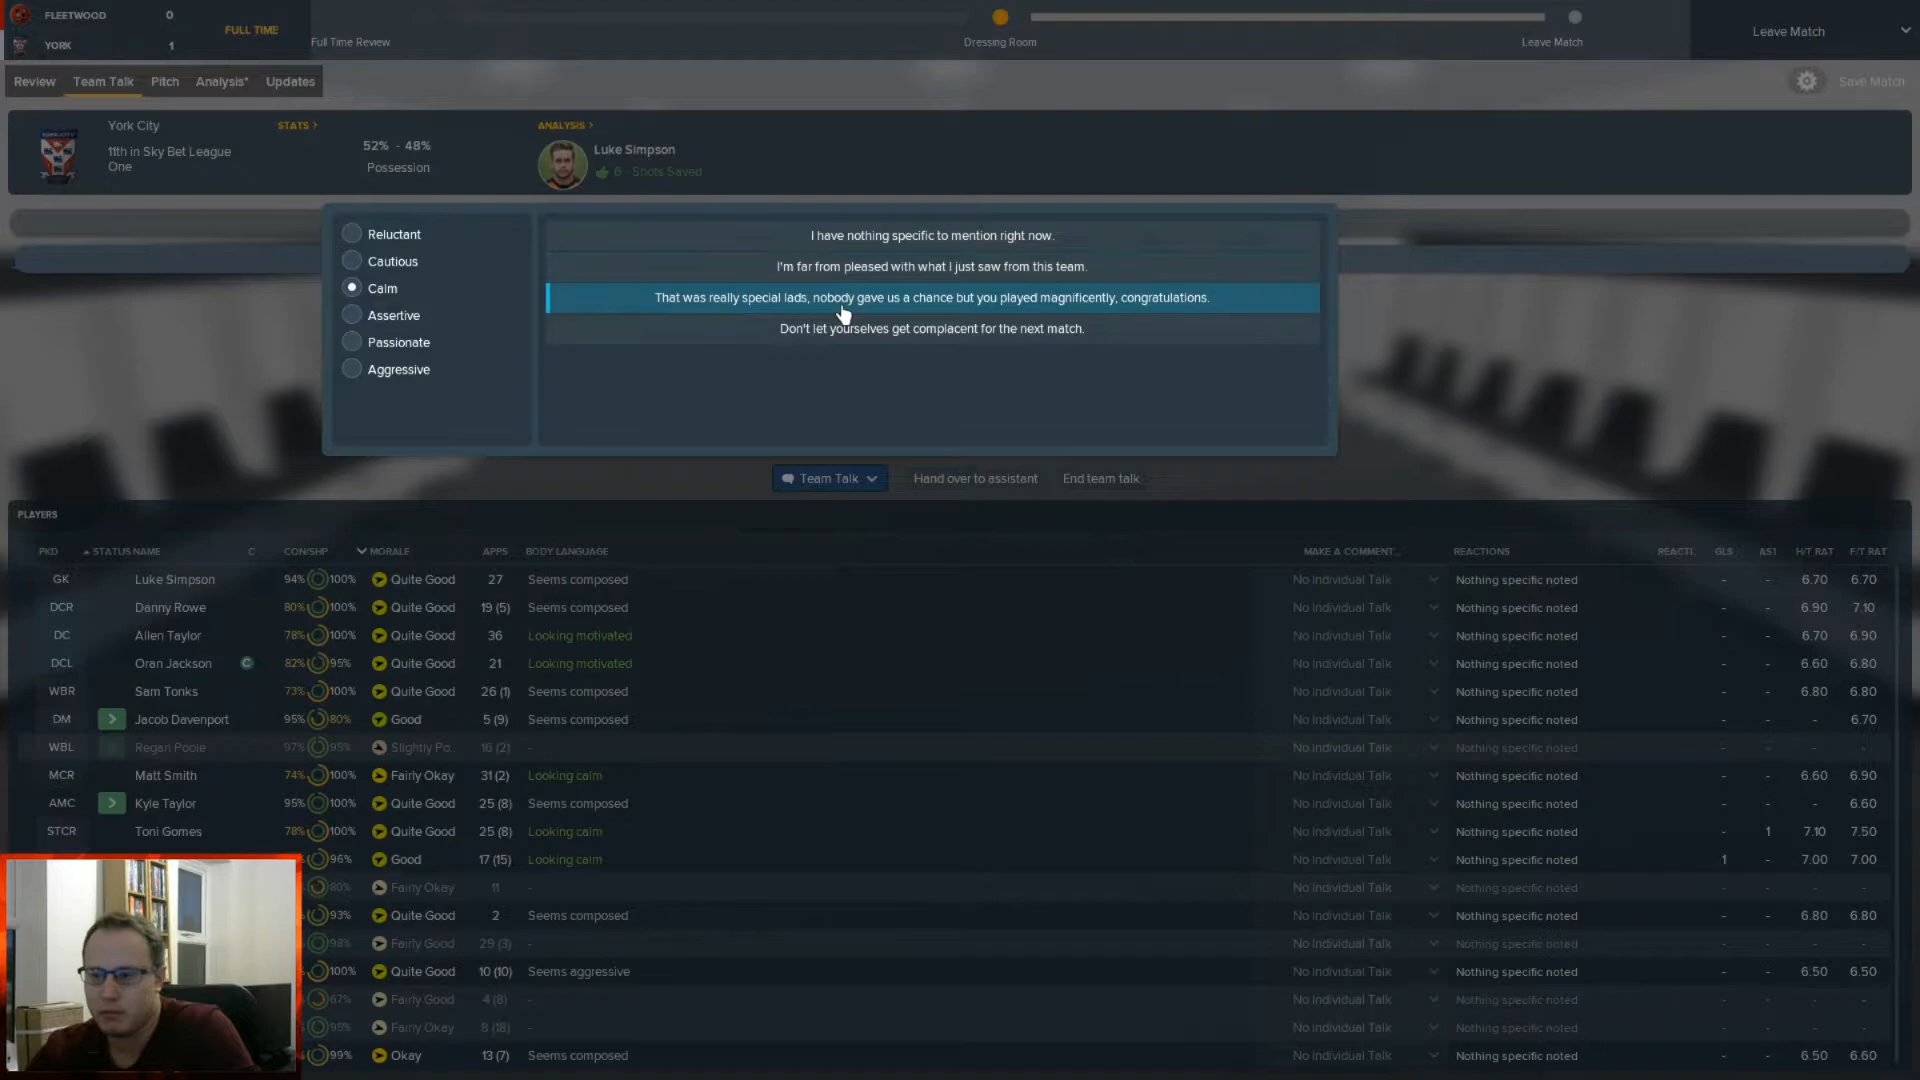 FLEETWOOD 0
YORK 1
FULL TIME
Full Time Review
Dressing Room
Leave Match
Leave Match
Review Team Talk Pitch Analysis* Updates
Save Match
York City
11th in Sky Bet League
One
STATS >
52% - 48%
Possession
ANALYSIS >
Luke Simpson
6 - Shots Saved
Reluctant
Cautious
Calm
Assertive
Passionate
Aggressive
I have nothing specific to mention right now.
I'm far from pleased with what I just saw from this team.
That was really special lads, nobody gave us a chance but you played magnificently, congratulations.
Don't let yourselves get complacent for the next match.
Team Talk Hand over to assistant End team talk
PLAYERS
PKD STATUS NAME C CON/SHP MORALE APPS BODY LANGUAGE MAKE A COMMENT... REACTIONS REACTI... GLS AST H/T RAT F/T RAT
GK Luke Simpson 94% 100% Quite Good 27 Seems composed No Individual Talk Nothing specific noted - - 6.70 6.70
DCR Danny Rowe 80% 100% Quite Good 19 (5) Seems composed No Individual Talk Nothing specific noted - - 6.90 7.10
DC Allen Taylor 78% 100% Quite Good 36 Looking motivated No Individual Talk Nothing specific noted - - 6.70 6.90
DCL Oran Jackson C 82% 95% Quite Good 21 Looking motivated No Individual Talk Nothing specific noted - - 6.60 6.80
WBR Sam Tonks 73% 100% Quite Good 26 (1) Seems composed No Individual Talk Nothing specific noted - - 6.80 6.80
DM Jacob Davenport 95% 80% Good 5 (9) Seems composed No Individual Talk Nothing specific noted - - - 6.70
WBL Regan Poole 97% 95% Slightly Po... 16 (2) - No Individual Talk Nothing specific noted - - - -
MCR Matt Smith 74% 100% Fairly Okay 31 (2) Looking calm No Individual Talk Nothing specific noted - - 6.60 6.90
AMC Kyle Taylor 95% 100% Quite Good 25 (8) Seems composed No Individual Talk Nothing specific noted - - - 6.60
STCR Toni Gomes 78% 100% Quite Good 25 (8) Looking calm No Individual Talk Nothing specific noted - 1 7.10 7.50
96% Good 17 (15) Looking calm No Individual Talk Nothing specific noted 1 - 7.00 7.00
80% Fairly Okay 11 - No Individual Talk Nothing specific noted - - - -
93% Quite Good 2 Seems composed No Individual Talk Nothing specific noted - - 6.80 6.80
98% Fairly Good 29 (3) - No Individual Talk Nothing specific noted - - - -
100% Quite Good 10 (10) Seems aggressive No Individual Talk Nothing specific noted - - 6.50 6.50
67% Fairly Good 4 (8) - No Individual Talk Nothing specific noted - - - -
95% Fairly Okay 8 (18) - No Individual Talk Nothing specific noted - - - -
99% Okay 13 (7) Seems composed No Individual Talk Nothing specific noted - - 6.50 6.60